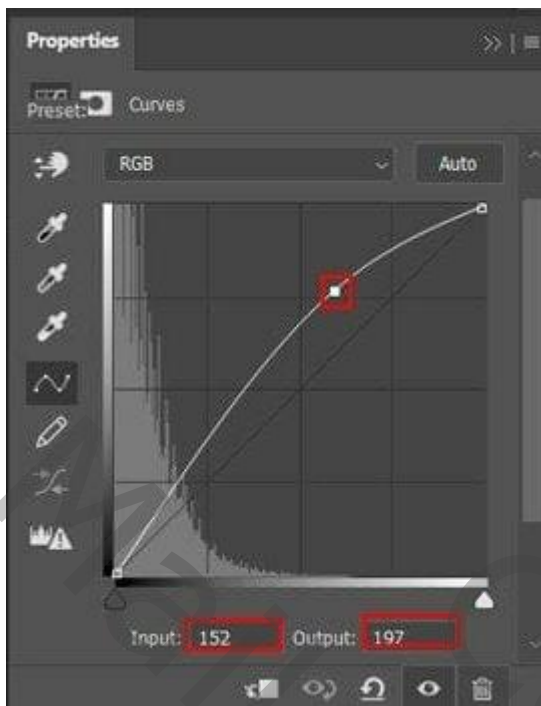 Properties
Preset:
Curves
RGB
Auto
Input: 152 Output: 197